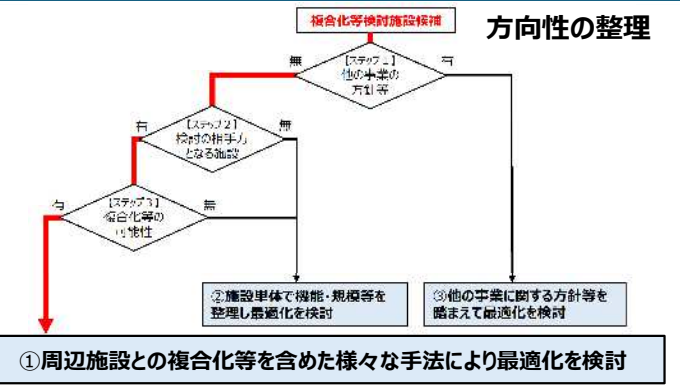 複合化等検討施設候補
方向性の整理
無
【ステップ1】
他の事業の
方針等
有
有
【ステップ2】
検討の相手方
となる施設
無
有
【ステップ3】
複合化等の
可能性
無
②施設単体で機能・規模等を
整理し最適化を検討
③他の事業に関する方針等を
踏まえて最適化を検討
①周辺施設との複合化等を含めた様々な手法により最適化を検討